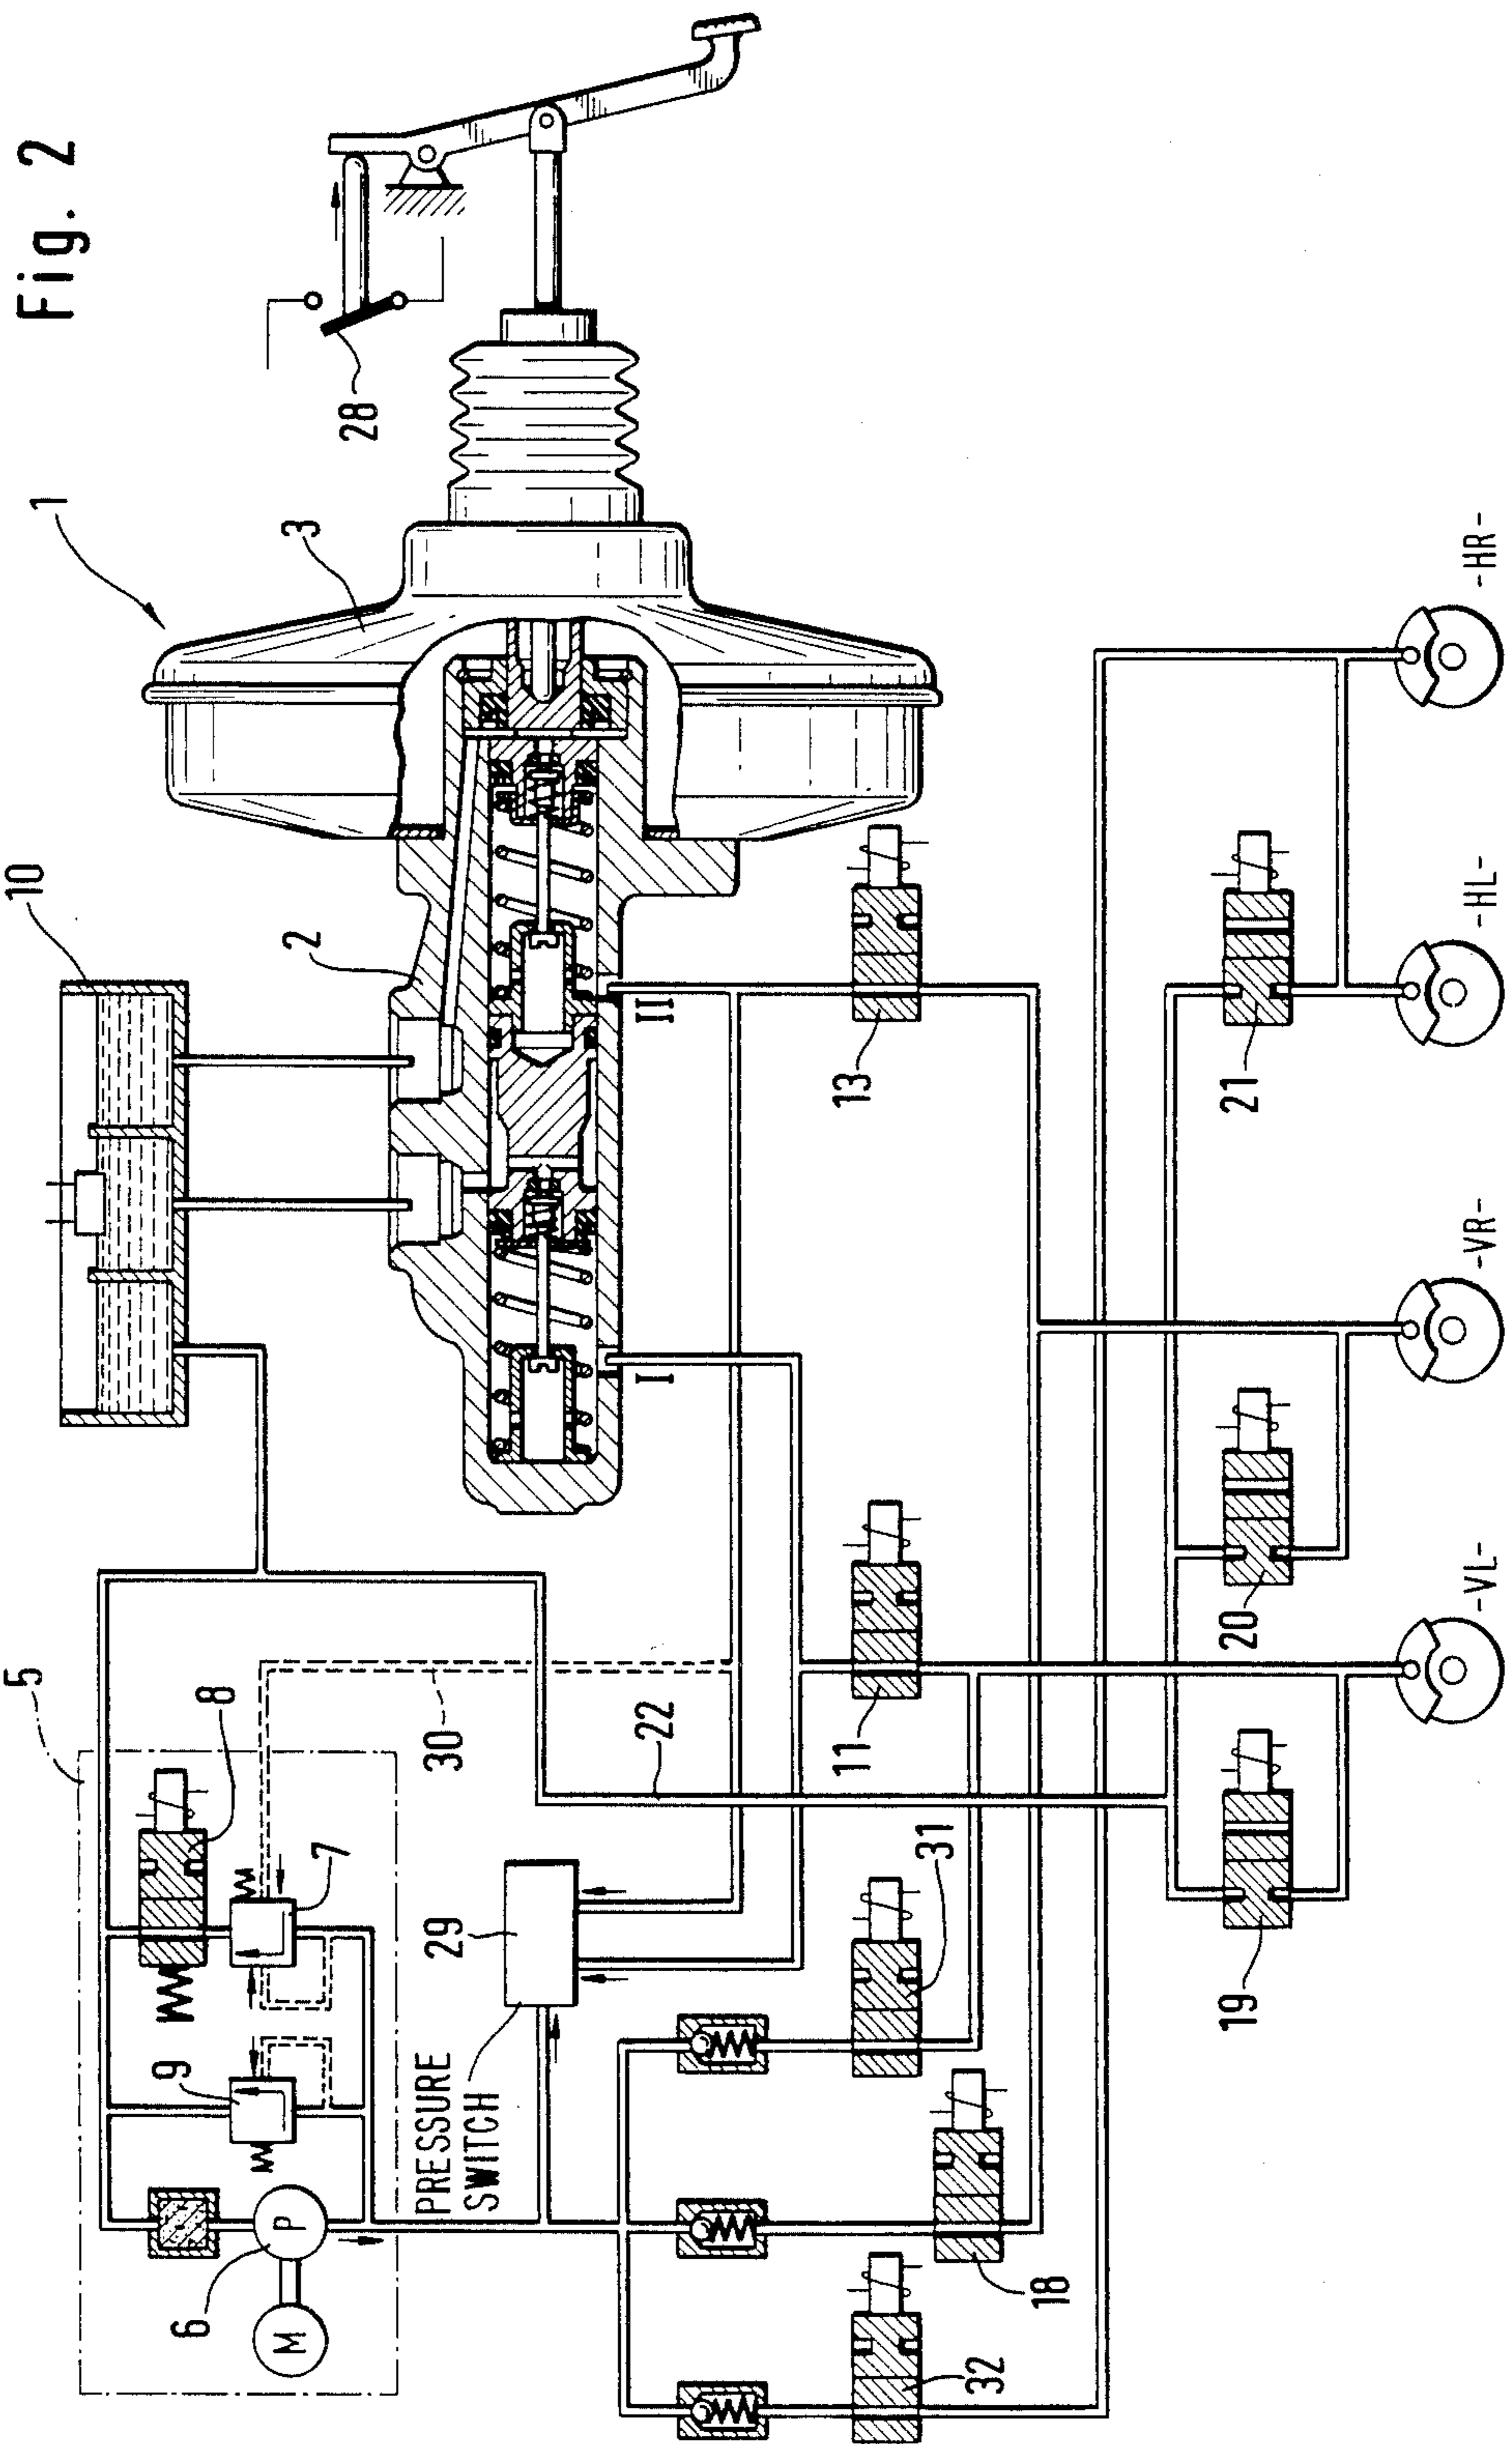 Fig. 2
1
3
28
10
2
II
I
13
5
8
7
9
6
P
M
30
22
29
PRESSURE
SWITCH
11
31
18
32
21
20
19
-HR-
-HL-
-VR-
-VL-